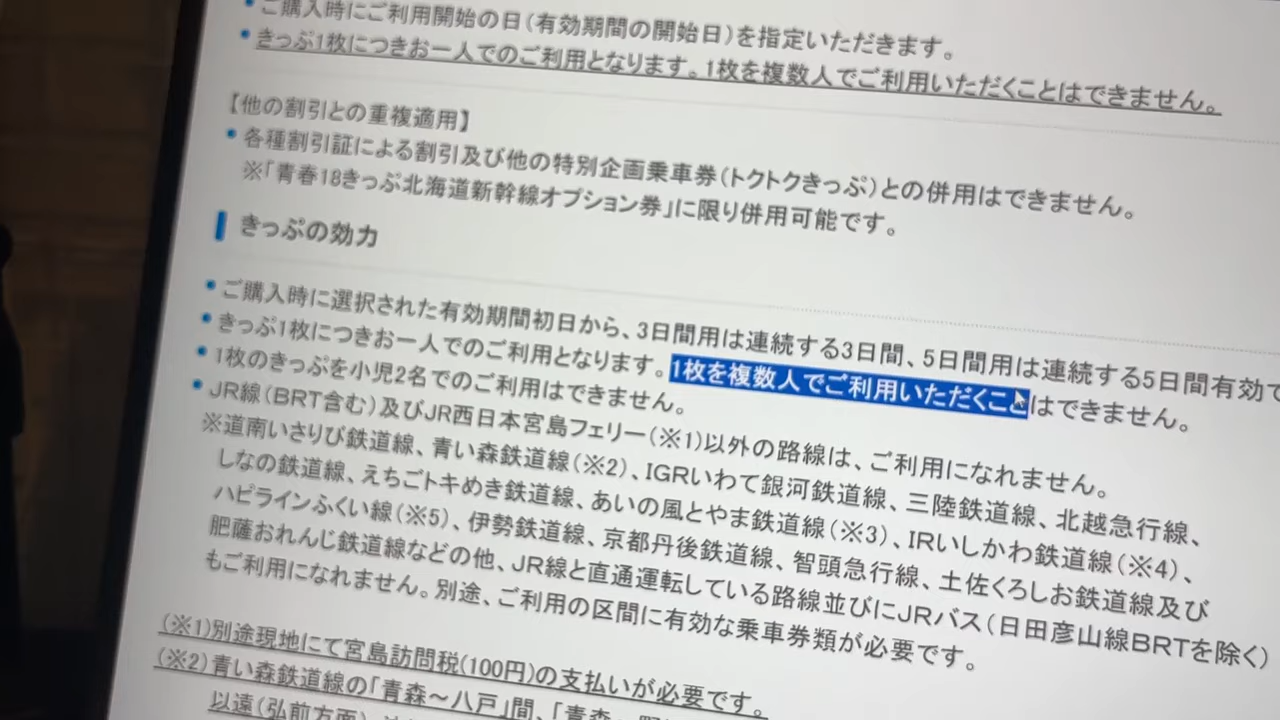 ご購入時にご利用開始の日(有効期間の開始日)を指定いただきます。
きっぷ1枚につきお一人でのご利用となります。1枚を複数人でご利用いただくことはできません。
【他の割引との重複適用】
各種割引証による割引及び他の特別企画乗車券(トクトクきっぷ)との併用はできません。
※「青春18きっぷ北海道新幹線オプション券」に限り併用可能です。
きっぷの効力
ご購入時に選択された有効期間初日から、3日間用は連続する3日間、5日間用は連続する5日間有効で
きっぷ1枚につきお一人でのご利用となります。1枚を複数人でご利用いただくことはできません。
1枚のきっぷを小児2名でのご利用はできません。
JR線(BRT含む)及びJR西日本宮島フェリー(※1)以外の路線は、ご利用になれません。
※道南いさりび鉄道線、青い森鉄道線(※2)、IGRいわて銀河鉄道線、三陸鉄道線、北越急行線、
しなの鉄道線、えちごトキめき鉄道線、あいの風とやま鉄道線(※3)、IRいしかわ鉄道線(※4)、
ハピラインふくい線(※5)、伊勢鉄道線、京都丹後鉄道線、智頭急行線、土佐くろしお鉄道線及び
肥薩おれんじ鉄道線などの他、JR線と直通運転している路線並びにJRバス(日田彦山線BRTを除く)
もご利用になれません。別途、ご利用の区間に有効な乗車券類が必要です。
(※1)別途現地にて宮島訪問税(100円)の支払いが必要です。
(※2)青い森鉄道線の「青森～八戸」間、「青森～野
以遠(弘前方面)